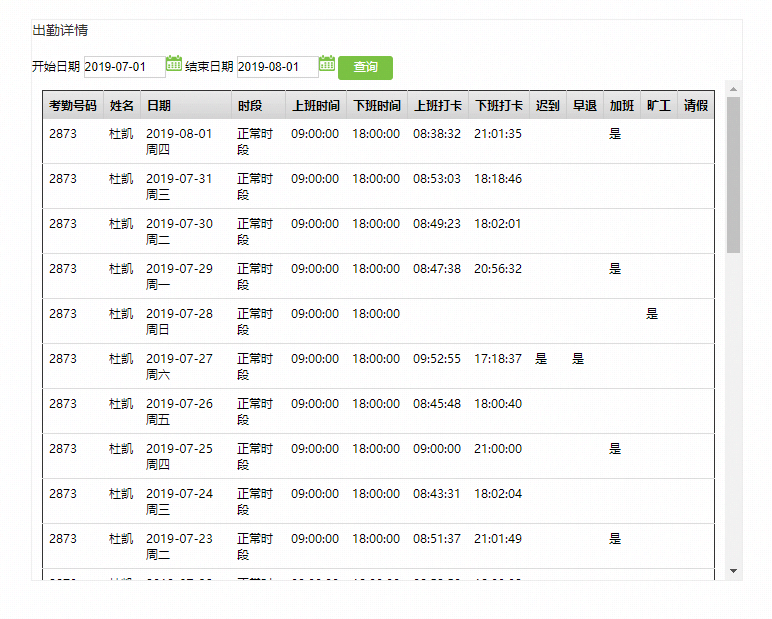 出勤详情
开始日期 2019-07-01 结束日期 2019-08-01 查询
考勤号码 姓名 日期 时段 上班时间 下班时间 上班打卡 下班打卡 迟到 早退 加班 旷工 请假
2873 杜凯 2019-08-01 正常时 09:00:00 18:00:00 08:38:32 21:01:35 是
周四 段
2873 杜凯 2019-07-31 正常时 09:00:00 18:00:00 08:53:03 18:18:46
周三 段
2873 杜凯 2019-07-30 正常时 09:00:00 18:00:00 08:49:23 18:02:01
周二 段
2873 杜凯 2019-07-29 正常时 09:00:00 18:00:00 08:47:38 20:56:32 是
周一 段
2873 杜凯 2019-07-28 正常时 09:00:00 18:00:00 是
周日 段
2873 杜凯 2019-07-27 正常时 09:00:00 18:00:00 09:52:55 17:18:37 是 是
周六 段
2873 杜凯 2019-07-26 正常时 09:00:00 18:00:00 08:45:48 18:00:40
周五 段
2873 杜凯 2019-07-25 正常时 09:00:00 18:00:00 09:00:00 21:00:00 是
周四 段
2873 杜凯 2019-07-24 正常时 09:00:00 18:00:00 08:43:31 18:02:04
周三 段
2873 杜凯 2019-07-23 正常时 09:00:00 18:00:00 08:51:37 21:01:49 是
周二 段